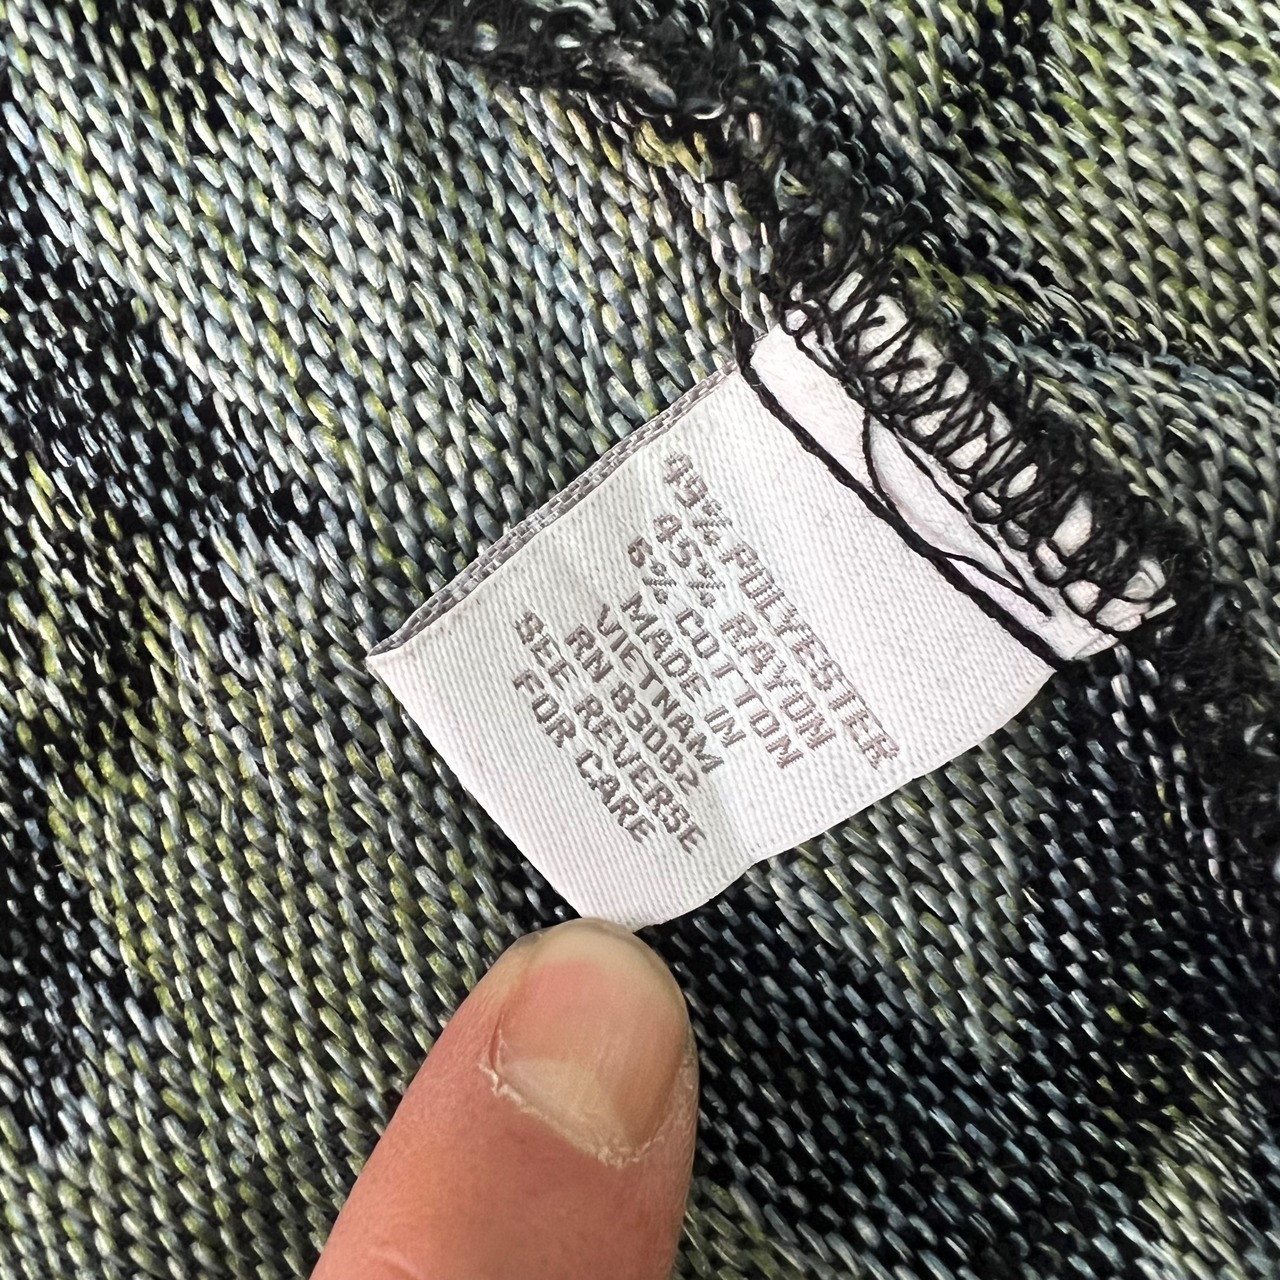 49% POLYESTER
45% RAYON
6% COTTON
MADE IN
VIETNAM
RN 83082
SEE REVERSE
FOR CARE